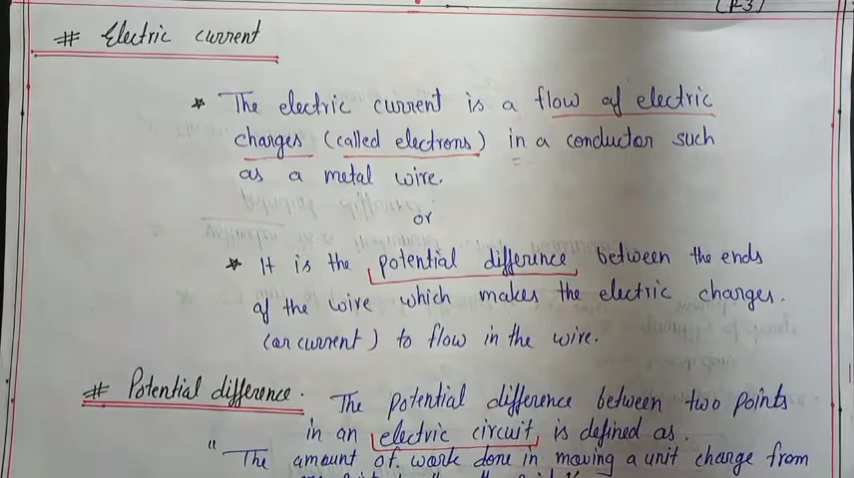 (P-3)
# Electric current
* The electric current is a flow of electric
charges (called electrons) in a conductor such
as a metal wire.
or
* It is the potential difference between the ends
of the wire which makes the electric charges.
(or current) to flow in the wire.
# Potential difference. The potential difference between two points
in an electric circuit, is defined as.
" The amount of work done in moving a unit charge from